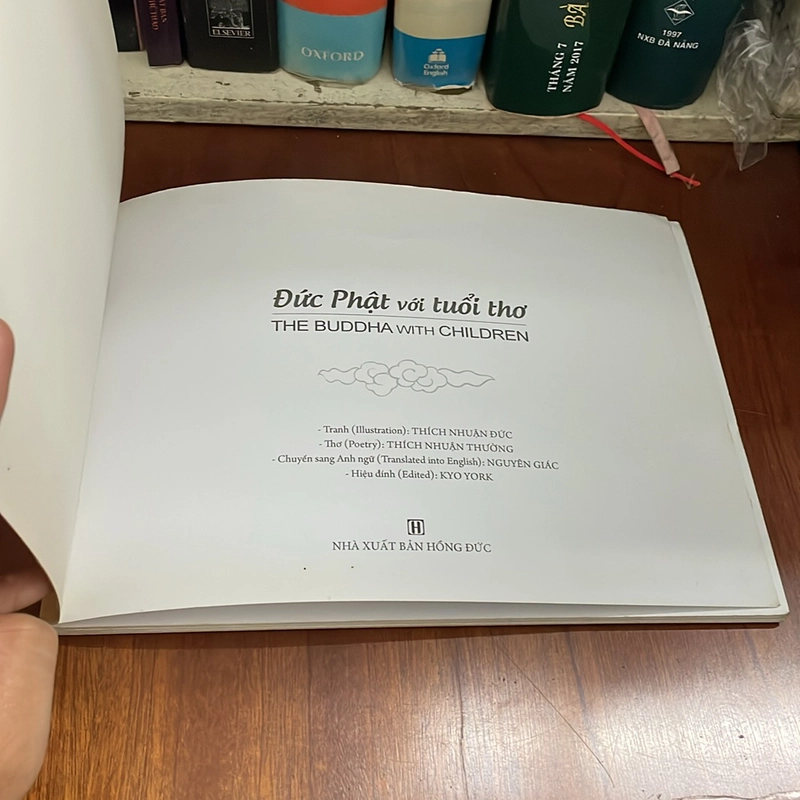 ELSEVIER
OXFORD
Oxford
English
THÁNG 7
NĂM 2017
1997
NXB ĐÀ NẴNG
Đức Phật với tuổi thơ
THE BUDDHA WITH CHILDREN
- Tranh (Illustration): THÍCH NHUẬN ĐỨC
- Thơ (Poetry): THÍCH NHUẬN THƯỜNG
- Chuyển sang Anh ngữ (Translated into English): NGUYÊN GIÁC
- Hiệu đính (Edited): KYO YORK
H
NHÀ XUẤT BẢN HỒNG ĐỨC